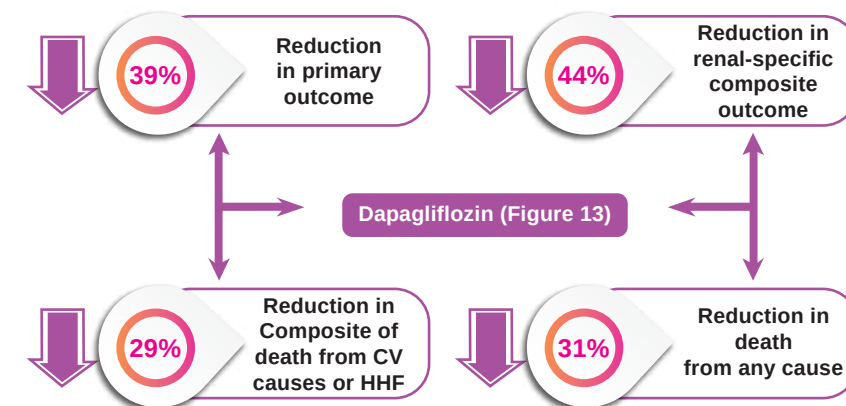 39%
Reduction
in primary
outcome
44%
Reduction in
renal-specific
composite
outcome
Dapagliflozin (Figure 13)
29%
Reduction in
Composite of
death from CV
causes or HHF
31%
Reduction in
death
from any cause